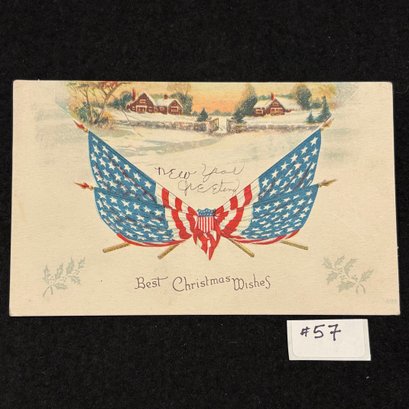 New Year
Greeting
Best Christmas Wishes
#57